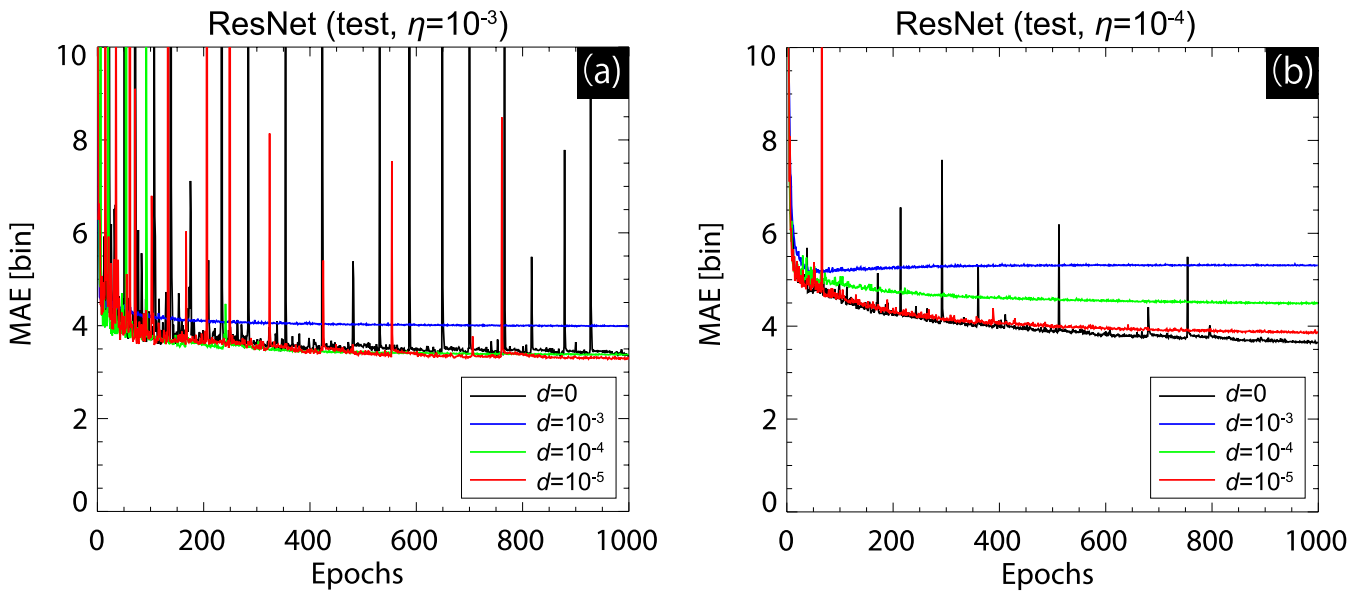 ResNet (test, η=10⁻³)
(a)
MAE [bin]
10
8
6
4
2
0
d=0
d=10⁻³
d=10⁻⁴
d=10⁻⁵
0 200 400 600 800 1000
Epochs
ResNet (test, η=10⁻⁴)
(b)
MAE [bin]
10
8
6
4
2
0
d=0
d=10⁻³
d=10⁻⁴
d=10⁻⁵
0 200 400 600 800 1000
Epochs